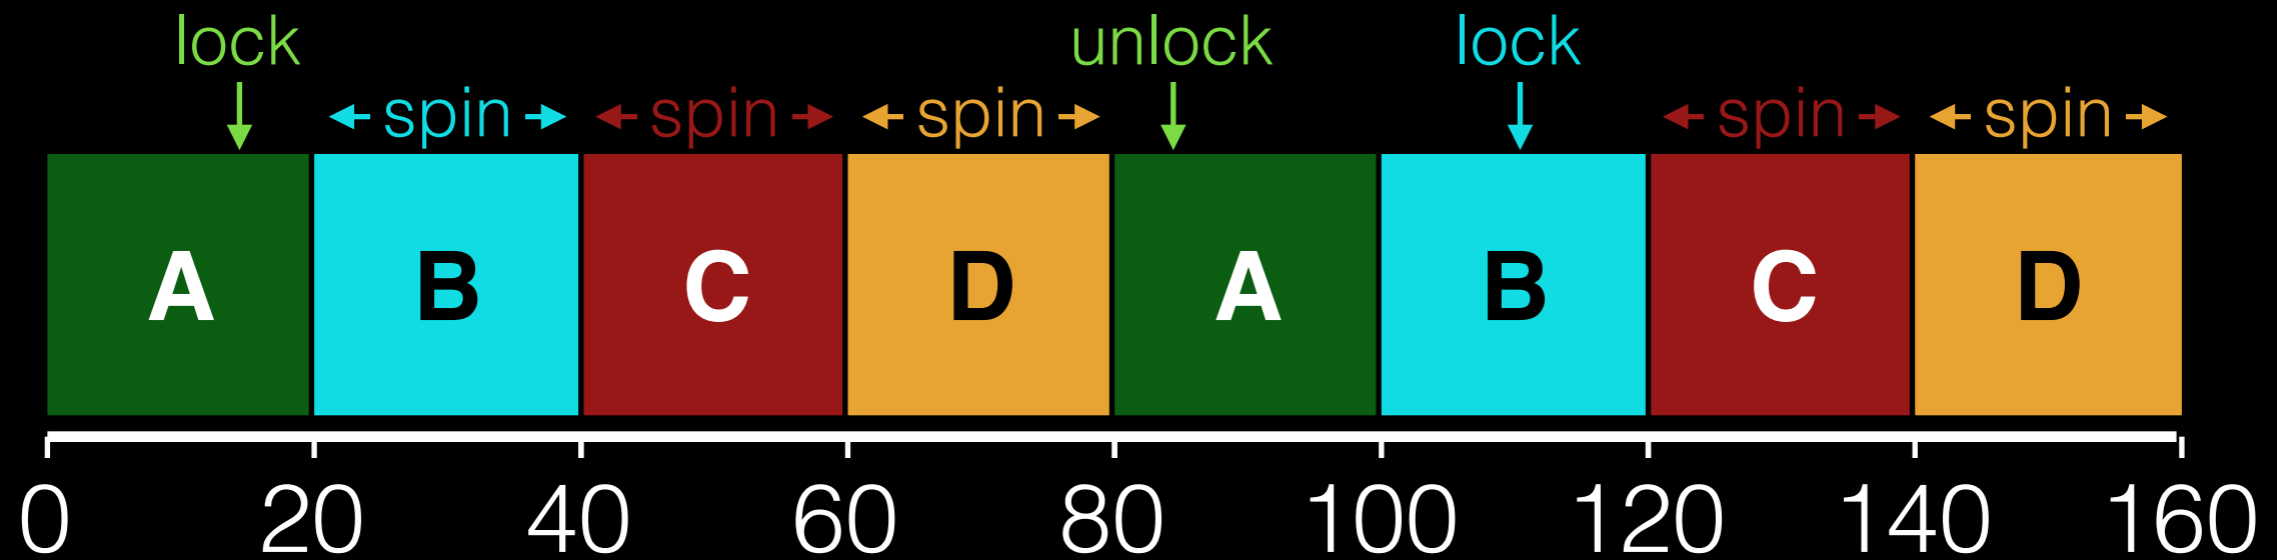 lock unlock lock
spin spin spin spin spin
A B C D A B C D
0 20 40 60 80 100 120 140 160